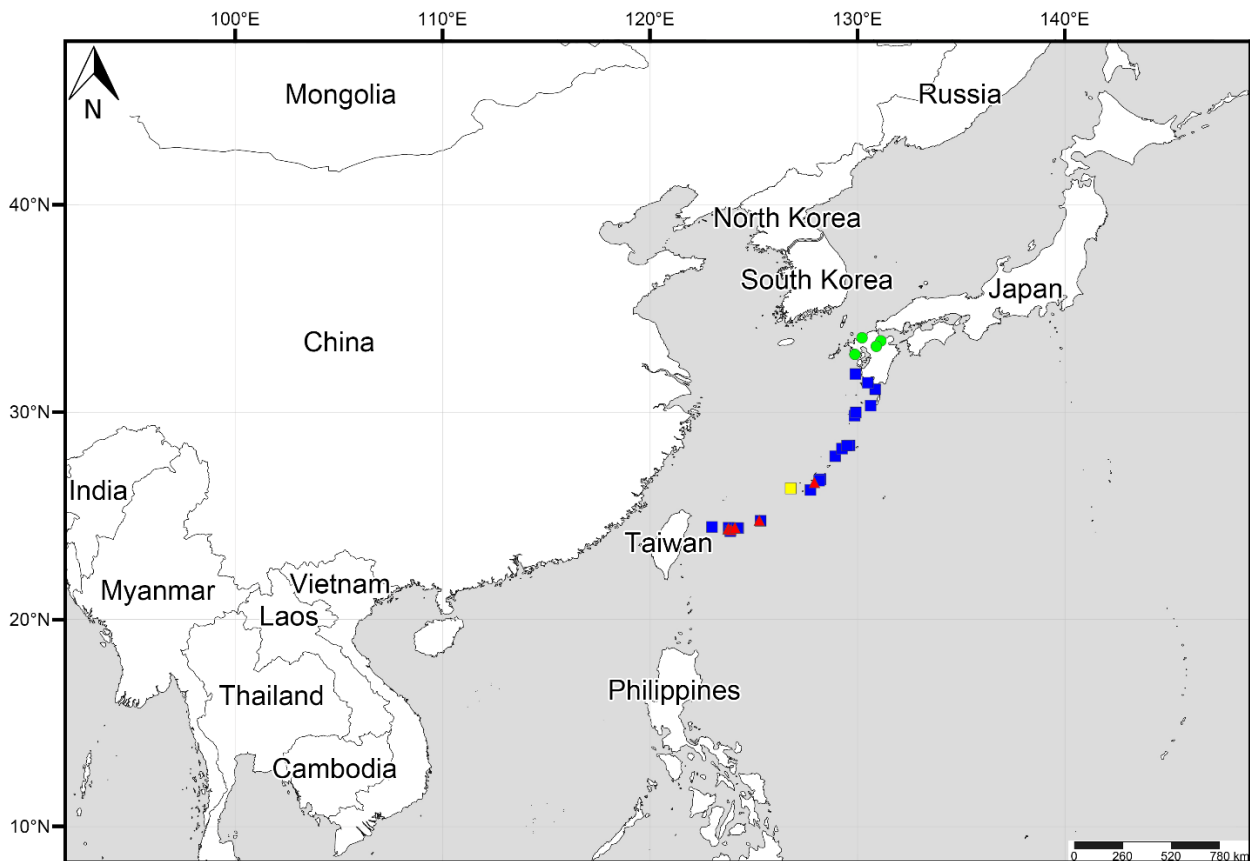 100°E 110°E 120°E 130°E 140°E
N
Mongolia
Russia
40°N
North Korea
South Korea
Japan
China
30°N
India
Taiwan
Myanmar
Vietnam
Laos
20°N
Thailand
Philippines
Cambodia
10°N
0 260 520 780 km